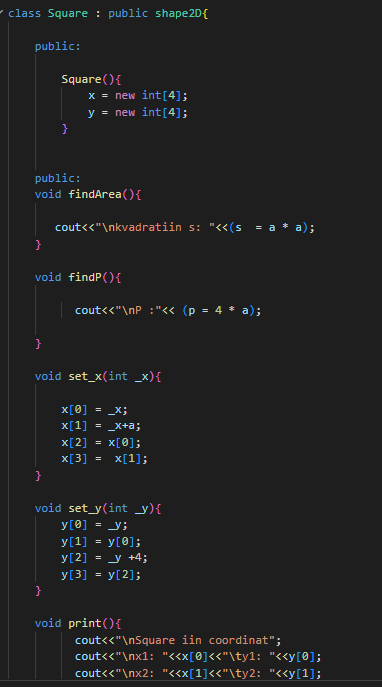 class Square : public shape2D{
public:
Square(){
x = new int[4];
y = new int[4];
}
public:
void findArea(){
cout<<"\nkvadratiin s: "<<(s  = a * a);
}
void findP(){
cout<<"\nP :"<< (p = 4 * a);
}
void set_x(int _x){
x[0] = _x;
x[1] = _x+a;
x[2] = x[0];
x[3] =  x[1];
}
void set_y(int _y){
y[0] = _y;
y[1] = y[0];
y[2] = _y +4;
y[3] = y[2];
}
void print(){
cout<<"\nSquare iin coordinat";
cout<<"\nx1: "<<x[0]<<"\ty1: "<<y[0];
cout<<"\nx2: "<<x[1]<<"\ty2: "<<y[1];